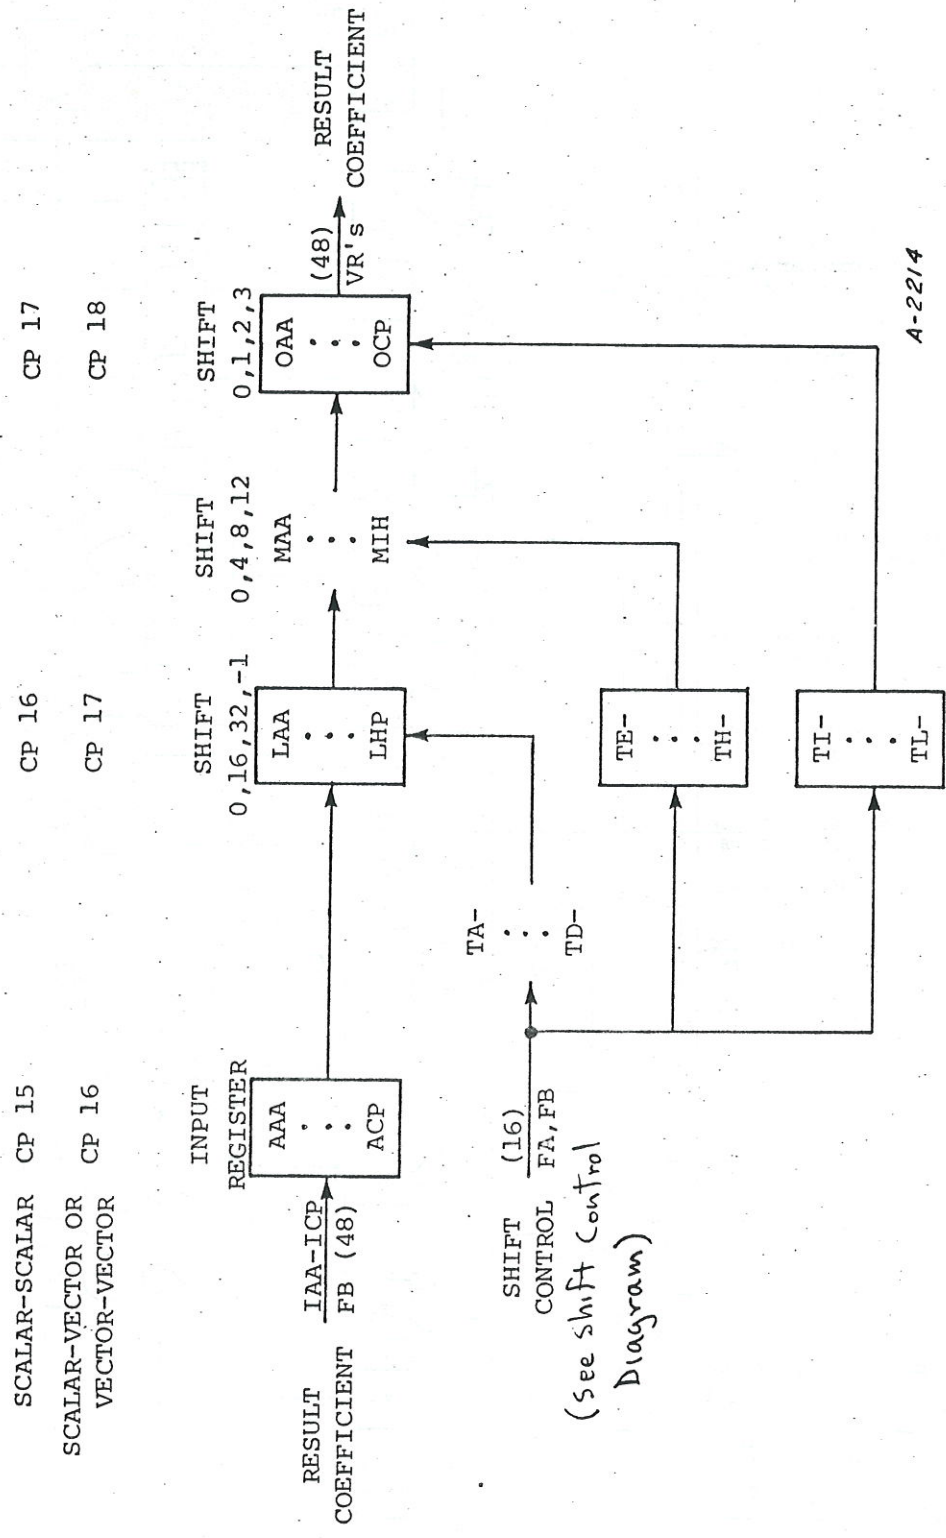 SCALAR-SCALAR CP 15 CP 16 CP 17
SCALAR-VECTOR OR
VECTOR-VECTOR CP 16 CP 17 CP 18
INPUT
REGISTER
SHIFT
0,16,32,-1
SHIFT
0,4,8,12
SHIFT
0,1,2,3
RESULT
COEFFICIENT
IAA-ICP
FB (48)
AAA
ACP
LAA
LHP
MAA
MIH
OAA
OCP
(48)
VR's
RESULT
COEFFICIENT
SHIFT
CONTROL
(16)
FA,FB
(see shift control
Diagram)
TA-
TD-
TE-
TH-
TI-
TL-
A-2214